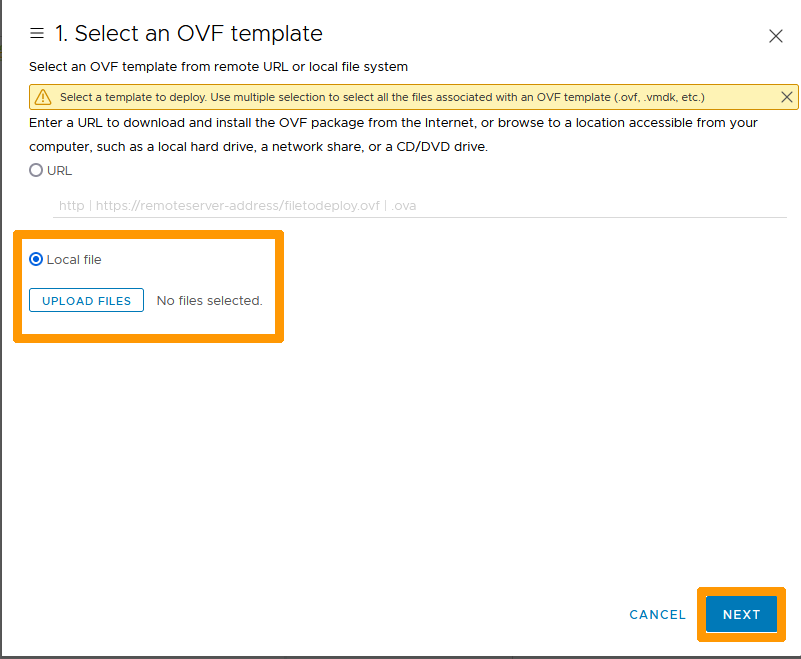 1. Select an OVF template
Select an OVF template from remote URL or local file system
Select a template to deploy. Use multiple selection to select all the files associated with an OVF template (.ovf, .vmdk, etc.)
Enter a URL to download and install the OVF package from the Internet, or browse to a location accessible from your
computer, such as a local hard drive, a network share, or a CD/DVD drive.
URL
http | https://remoteserver-address/filetodeploy.ovf | .ova
Local file
UPLOAD FILES No files selected.
CANCEL NEXT